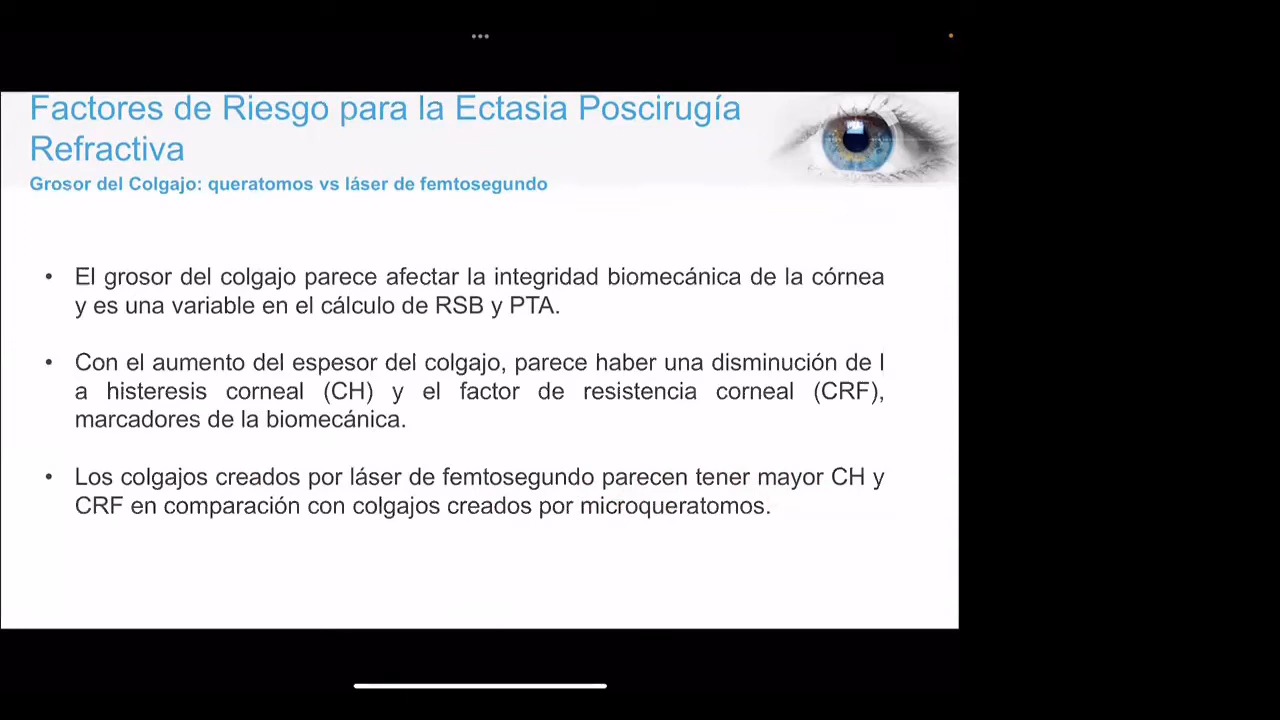 Factores de Riesgo para la Ectasia Poscirugía
Refractiva
Grosor del Colgajo: queratomos vs láser de femtosegundo
• El grosor del colgajo parece afectar la integridad biomecánica de la córnea
y es una variable en el cálculo de RSB y PTA.
• Con el aumento del espesor del colgajo, parece haber una disminución de l
a histeresis corneal (CH) y el factor de resistencia corneal (CRF),
marcadores de la biomecánica.
• Los colgajos creados por láser de femtosegundo parecen tener mayor CH y
CRF en comparación con colgajos creados por microqueratomos.